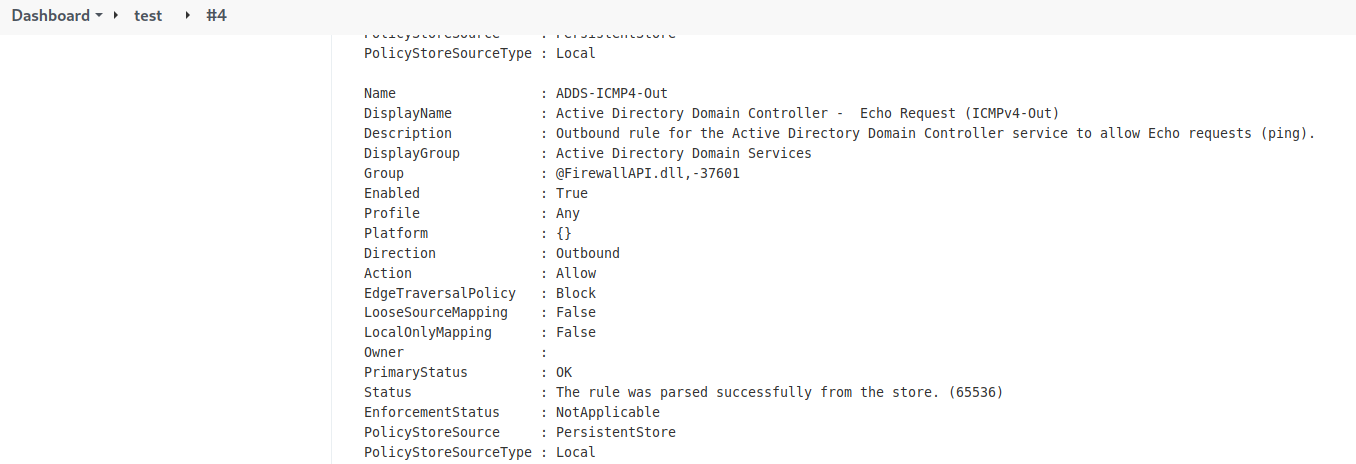 Dashboard test #4
PolicyStoreSource : PersistentStore
PolicyStoreSourceType : Local
Name : ADDS-ICMP4-Out
DisplayName : Active Directory Domain Controller -  Echo Request (ICMPv4-Out)
Description : Outbound rule for the Active Directory Domain Controller service to allow Echo requests (ping).
DisplayGroup : Active Directory Domain Services
Group : @FirewallAPI.dll,-37601
Enabled : True
Profile : Any
Platform : {}
Direction : Outbound
Action : Allow
EdgeTraversalPolicy : Block
LooseSourceMapping : False
LocalOnlyMapping : False
Owner :
PrimaryStatus : OK
Status : The rule was parsed successfully from the store. (65536)
EnforcementStatus : NotApplicable
PolicyStoreSource : PersistentStore
PolicyStoreSourceType : Local